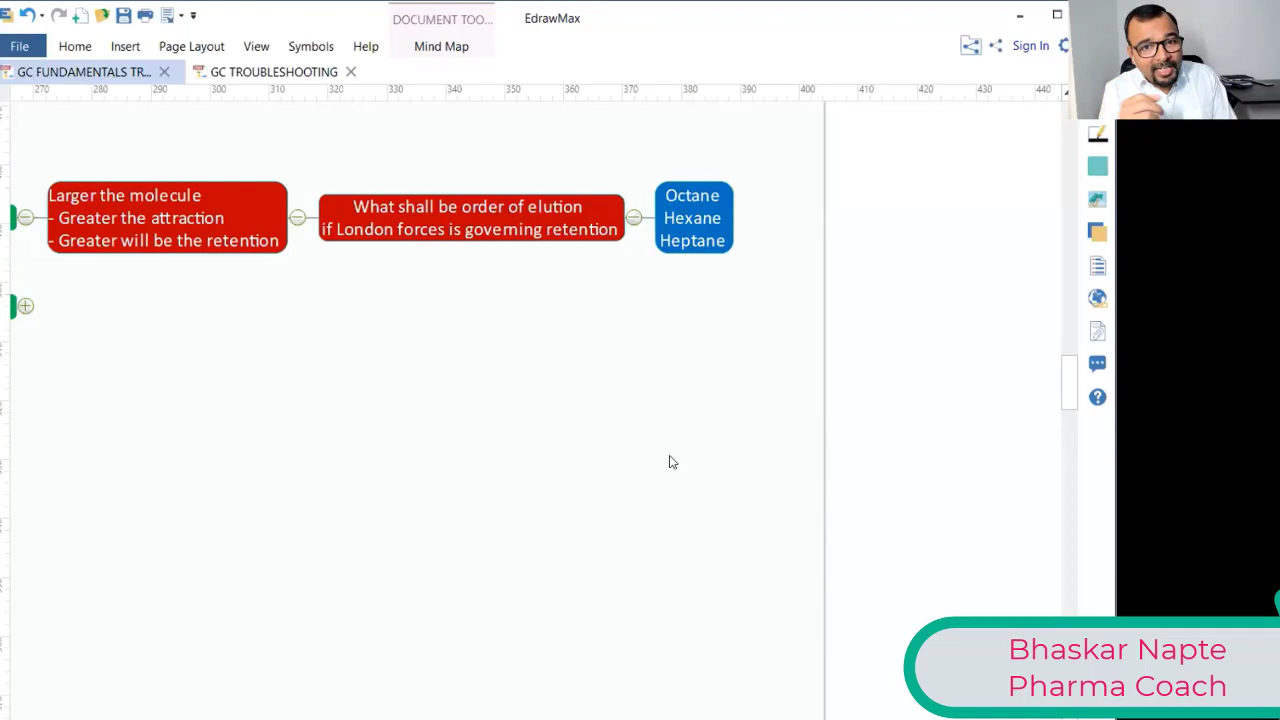 DOCUMENT TOO...
EdrawMax
File
Home
Insert
Page Layout
View
Symbols
Help
Mind Map
Sign In
GC FUNDAMENTALS TR...
GC TROUBLESHOOTING
270
280
290
300
310
320
330
340
350
360
370
380
390
400
410
420
430
440
Larger the molecule
- Greater the attraction
- Greater will be the retention
What shall be order of elution
if London forces is governing retention
Octane
Hexane
Heptane
Bhaskar Napte
Pharma Coach